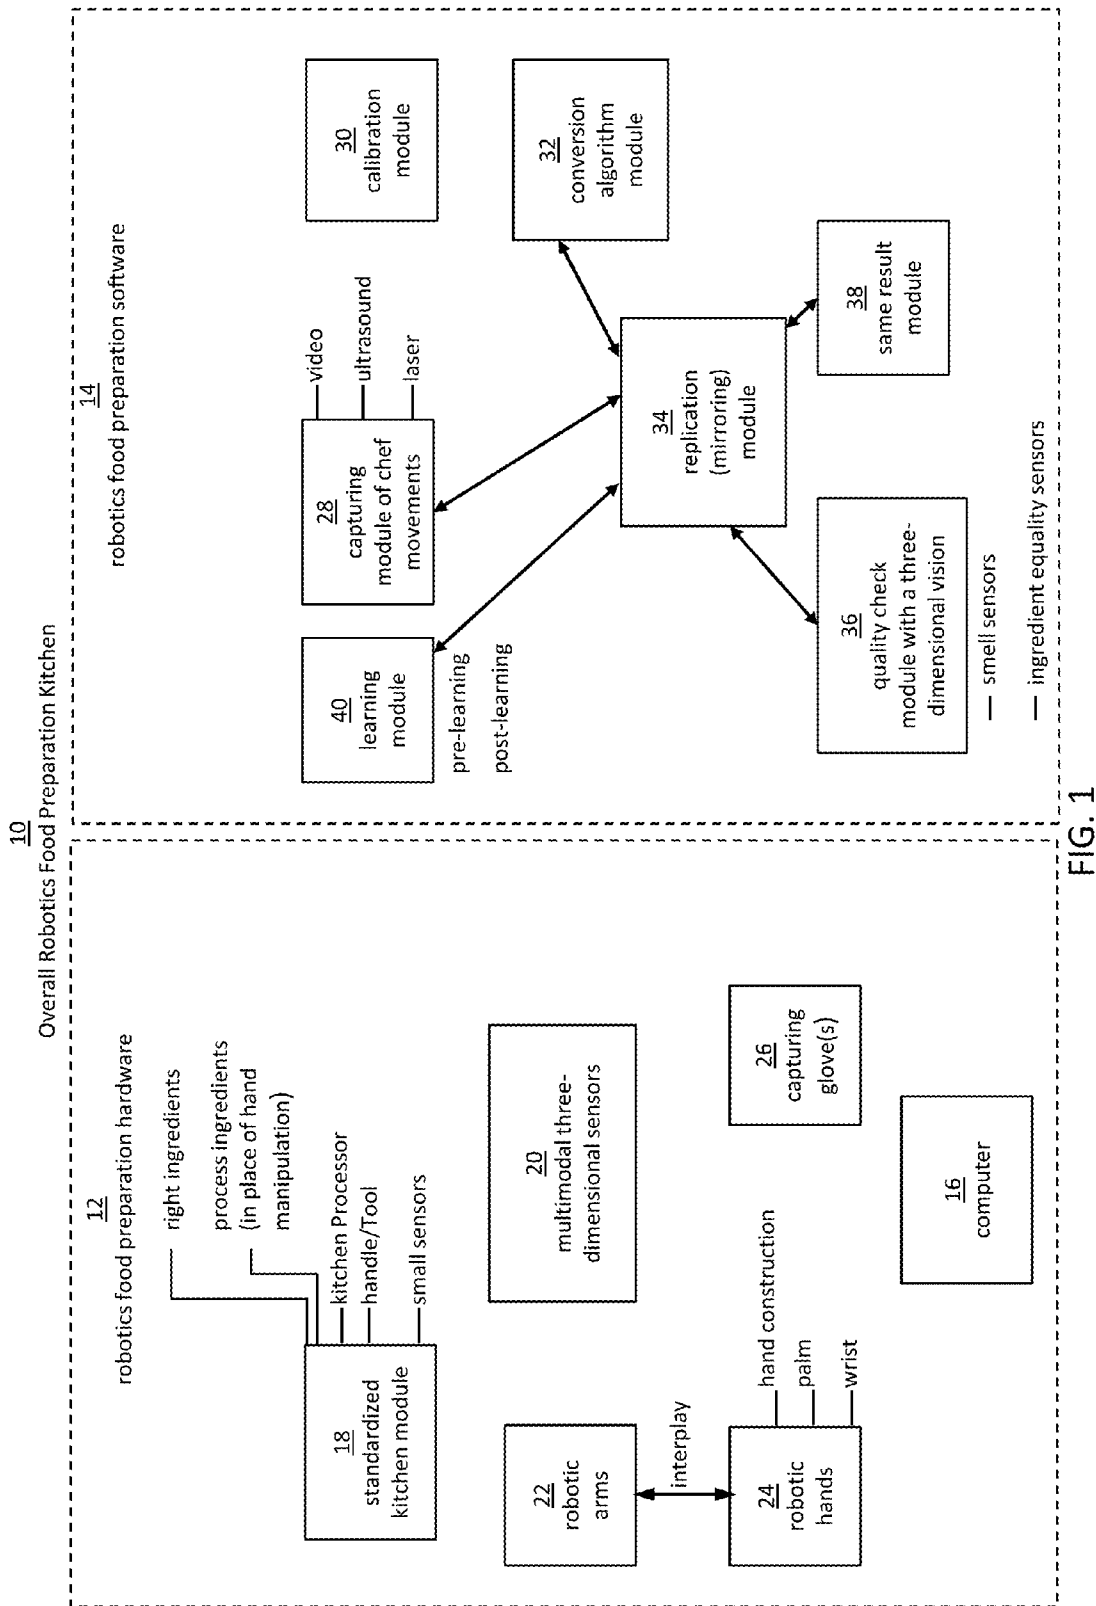 10
Overall Robotics Food Preparation Kitchen
12
robotics food preparation hardware
right ingredients
process ingredients
(in place of hand
manipulation)
kitchen Processor
handle/Tool
small sensors
18
standardized
kitchen module
20
multimodal three-
dimensional sensors
22
robotic
arms
interplay
24
robotic
hands
hand construction
palm
wrist
26
capturing
glove(s)
16
computer
14
robotics food preparation software
40
learning
module
pre-learning
post-learning
28
capturing
module of chef
movements
video
ultrasound
laser
30
calibration
module
32
conversion
algorithm
module
34
replication
(mirroring)
module
36
quality check
module with a three-
dimensional vision
smell sensors
ingredient equality sensors
38
same result
module
FIG. 1